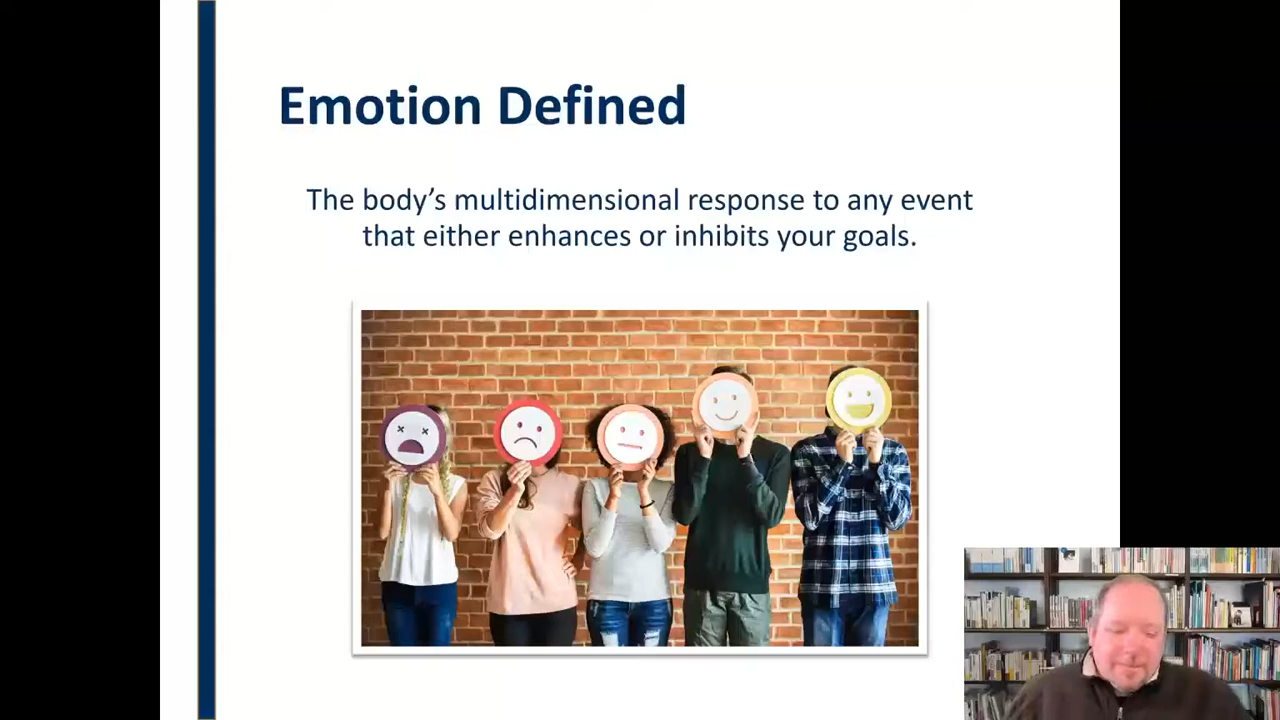 Emotion Defined
The body’s multidimensional response to any event
that either enhances or inhibits your goals.